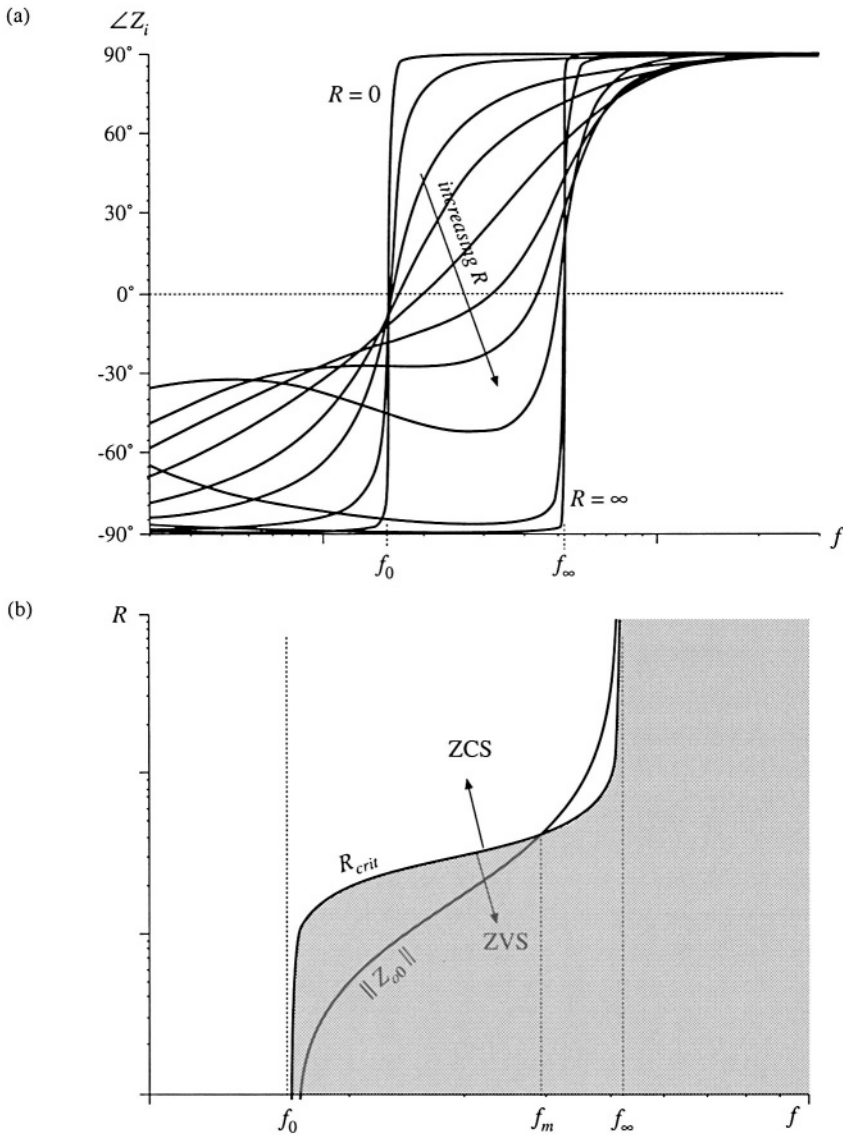 (a)
∠Z_i
90°
R = 0
60°
30°
increasing R
0°
-30°
-60°
R = ∞
-90°
f
f_0
f_∞
(b)
R
ZCS
R_crit
ZVS
|| Z_o0 ||
f_0
f_m
f_∞
f